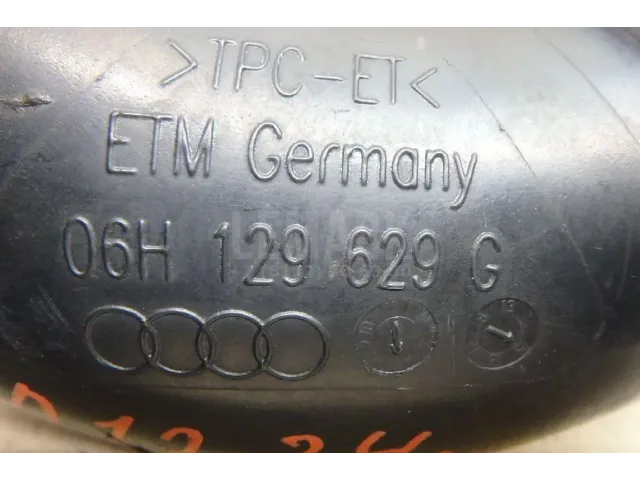 >TPC-ET<
ETM Germany
06H 129 629 G